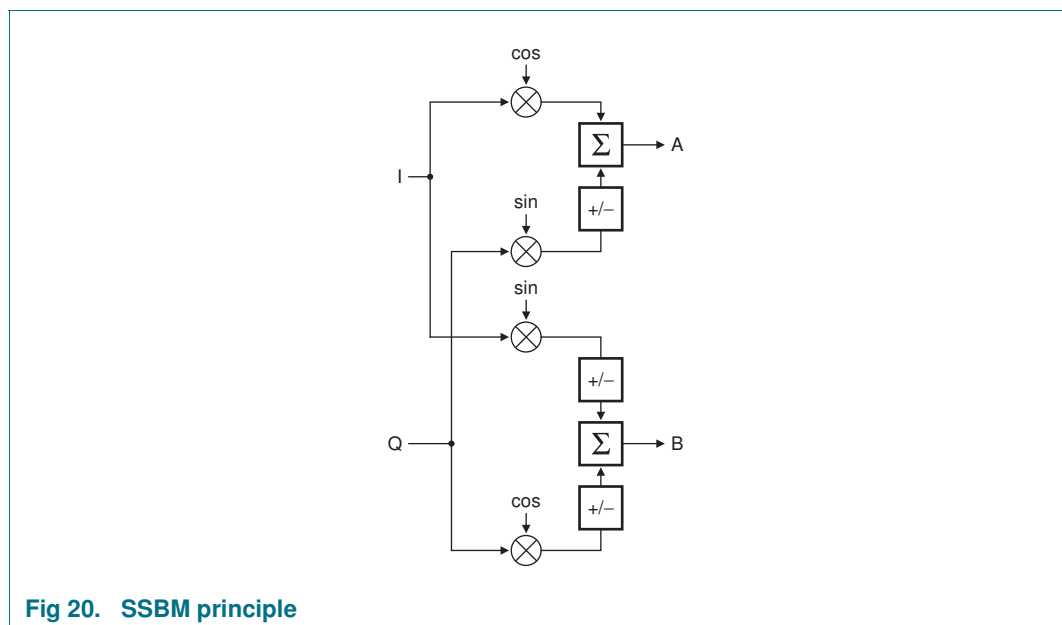 cos
Σ
A
I
+/−
sin
sin
+/−
Q
Σ
B
+/−
cos
Fig 20. SSBM principle